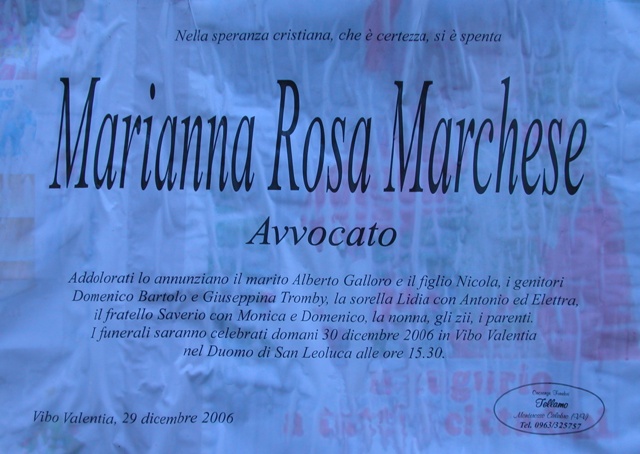 Nella speranza cristiana, che è certezza, si è spenta
Marianna Rosa Marchese
Avvocato
Addolorati lo annunziano il marito Alberto Galloro e il figlio Nicola, i genitori
Domenico Bartolo e Giuseppina Tromby, la sorella Lidia con Antonio ed Elettra,
il fratello Saverio con Monica e Domenico, la nonna, gli zii, i parenti.
I funerali saranno celebrati domani 30 dicembre 2006 in Vibo Valentia
nel Duomo di San Leoluca alle ore 15.30.
Vibo Valentia, 29 dicembre 2006
Tellamo
Tel. 0963/325757